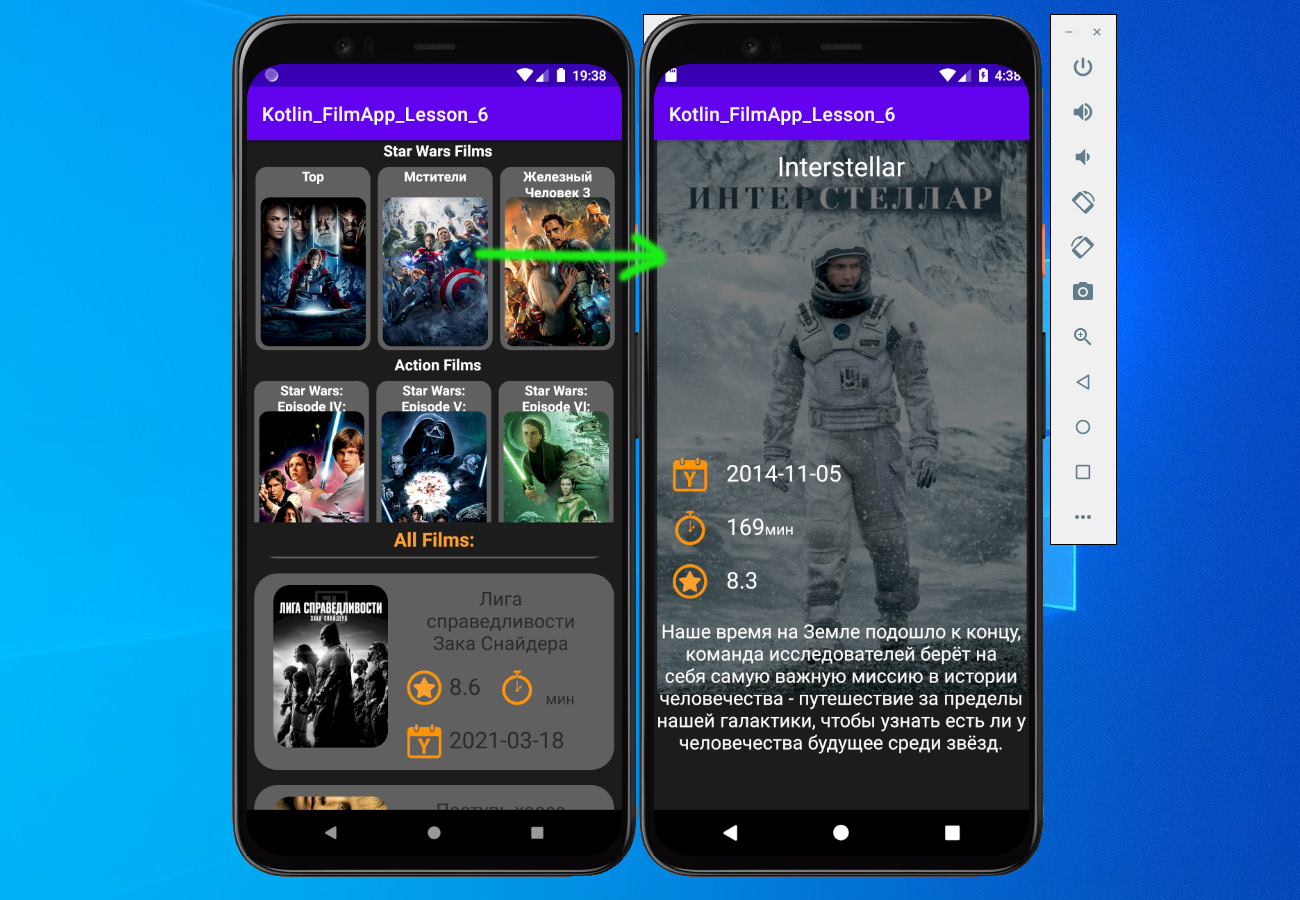 19:38
Kotlin_FilmApp_Lesson_6
Star Wars Films
Тор
Мстители
Железный
Человек 3
Action Films
Star Wars:
Episode IV:
Star Wars:
Episode V:
Star Wars:
Episode VI:
All Films:
ЛИГА СПРАВЕДЛИВОСТИ
ЗАКА СНАЙДЕРА
Лига
справедливости
Зака Снайдера
8.6
мин
Y
2021-03-18
4:38
Kotlin_FilmApp_Lesson_6
Interstellar
ИНТЕРСТЕЛЛАР
Y
2014-11-05
169мин
8.3
Наше время на Земле подошло к концу,
команда исследователей берёт на
себя самую важную миссию в истории
человечества - путешествие за пределы
нашей галактики, чтобы узнать есть ли у
человечества будущее среди звёзд.